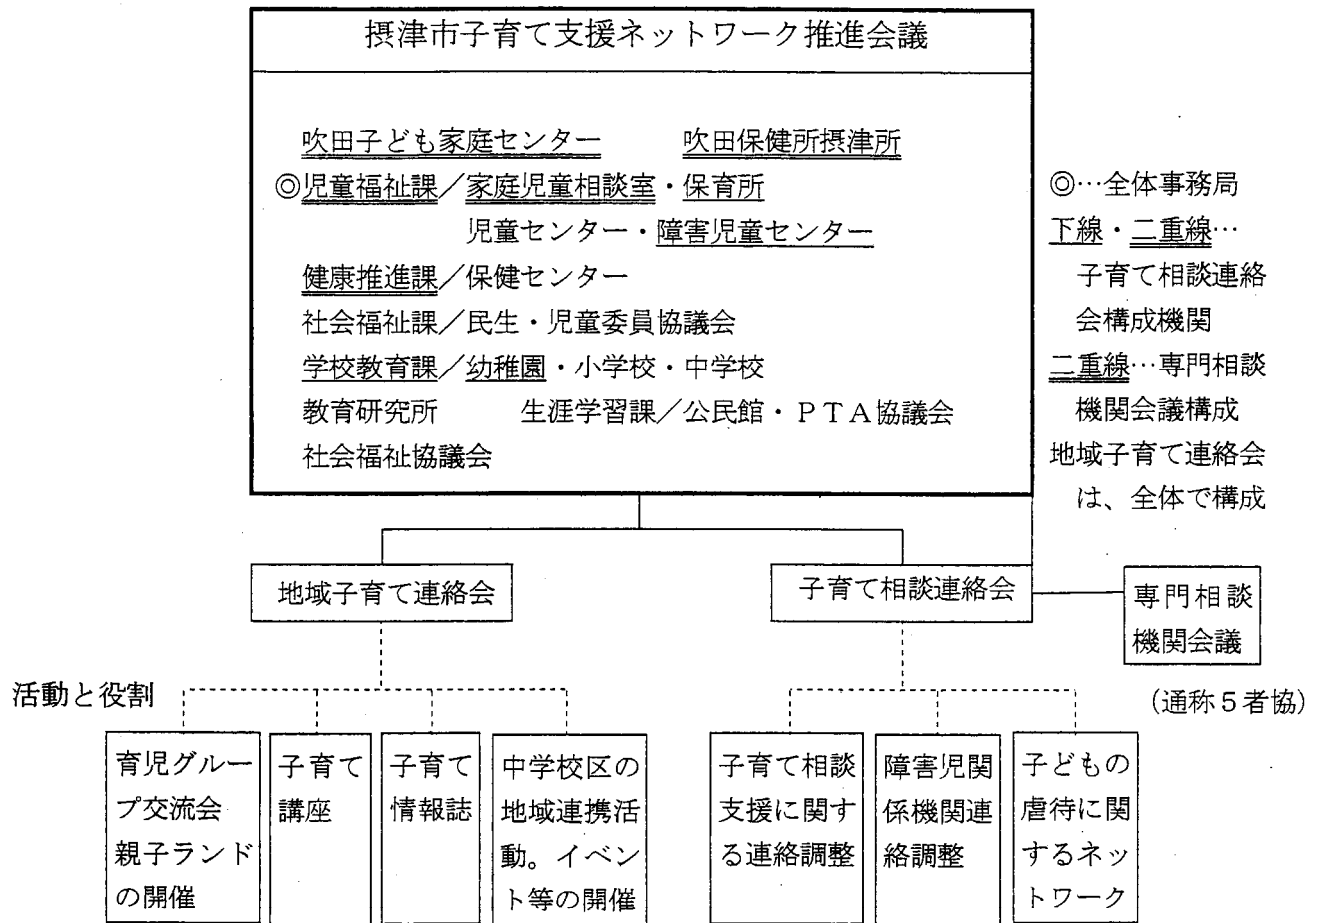 摂津市子育て支援ネットワーク推進会議
吹田子ども家庭センター　吹田保健所摂津所
◎児童福祉課／家庭児童相談室・保育所
児童センター・障害児童センター
健康推進課／保健センター
社会福祉課／民生・児童委員協議会
学校教育課／幼稚園・小学校・中学校
教育研究所　生涯学習課／公民館・ＰＴＡ協議会
社会福祉協議会
◎…全体事務局
下線・二重線…
子育て相談連絡
会構成機関
二重線…専門相談
機関会議構成
地域子育て連絡会
は、全体で構成
地域子育て連絡会
子育て相談連絡会
専門相談
機関会議
（通称５者協）
活動と役割
育児グルー
プ交流会
親子ランド
の開催
子育て
講座
子育て
情報誌
中学校区の
地域連携活
動。イベン
ト等の開催
子育て相談
支援に関す
る連絡調整
障害児関
係機関連
絡調整
子どもの
虐待に関
するネッ
トワーク